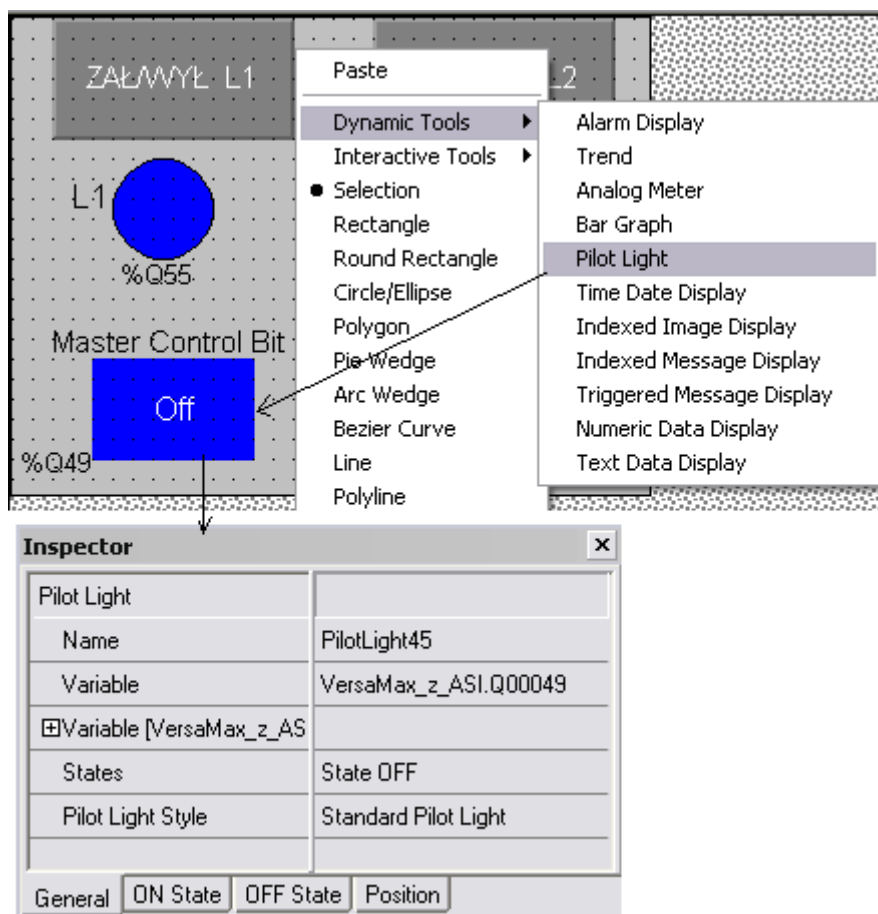 ZAŁ/WYŁ L1
L2
L1
%Q55
Master Control Bit
Off
%Q49
Paste
Dynamic Tools
Interactive Tools
Selection
Rectangle
Round Rectangle
Circle/Ellipse
Polygon
Pie Wedge
Arc Wedge
Bezier Curve
Line
Polyline
Alarm Display
Trend
Analog Meter
Bar Graph
Pilot Light
Time Date Display
Indexed Image Display
Indexed Message Display
Triggered Message Display
Numeric Data Display
Text Data Display
Inspector
Pilot Light
Name PilotLight45
Variable VersaMax_z_ASI.Q00049
Variable [VersaMax_z_AS
States State OFF
Pilot Light Style Standard Pilot Light
General ON State OFF State Position